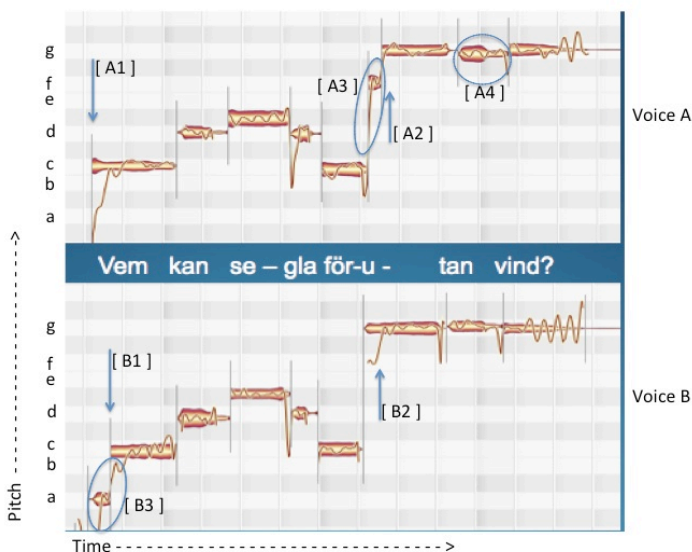 g
[ A1 ]
f
[ A3 ]
e
[ A4 ]
[ A2 ]
Voice A
d
c
b
a
Vem kan se – gla för-u - tan vind?
g
[ B1 ]
f
e
Voice B
[ B2 ]
d
c
b
a
[ B3 ]
Pitch ---------------->
Time - - - - - - - - - - - - - - - - - - - - - - - - - - - - - - - - - - - >